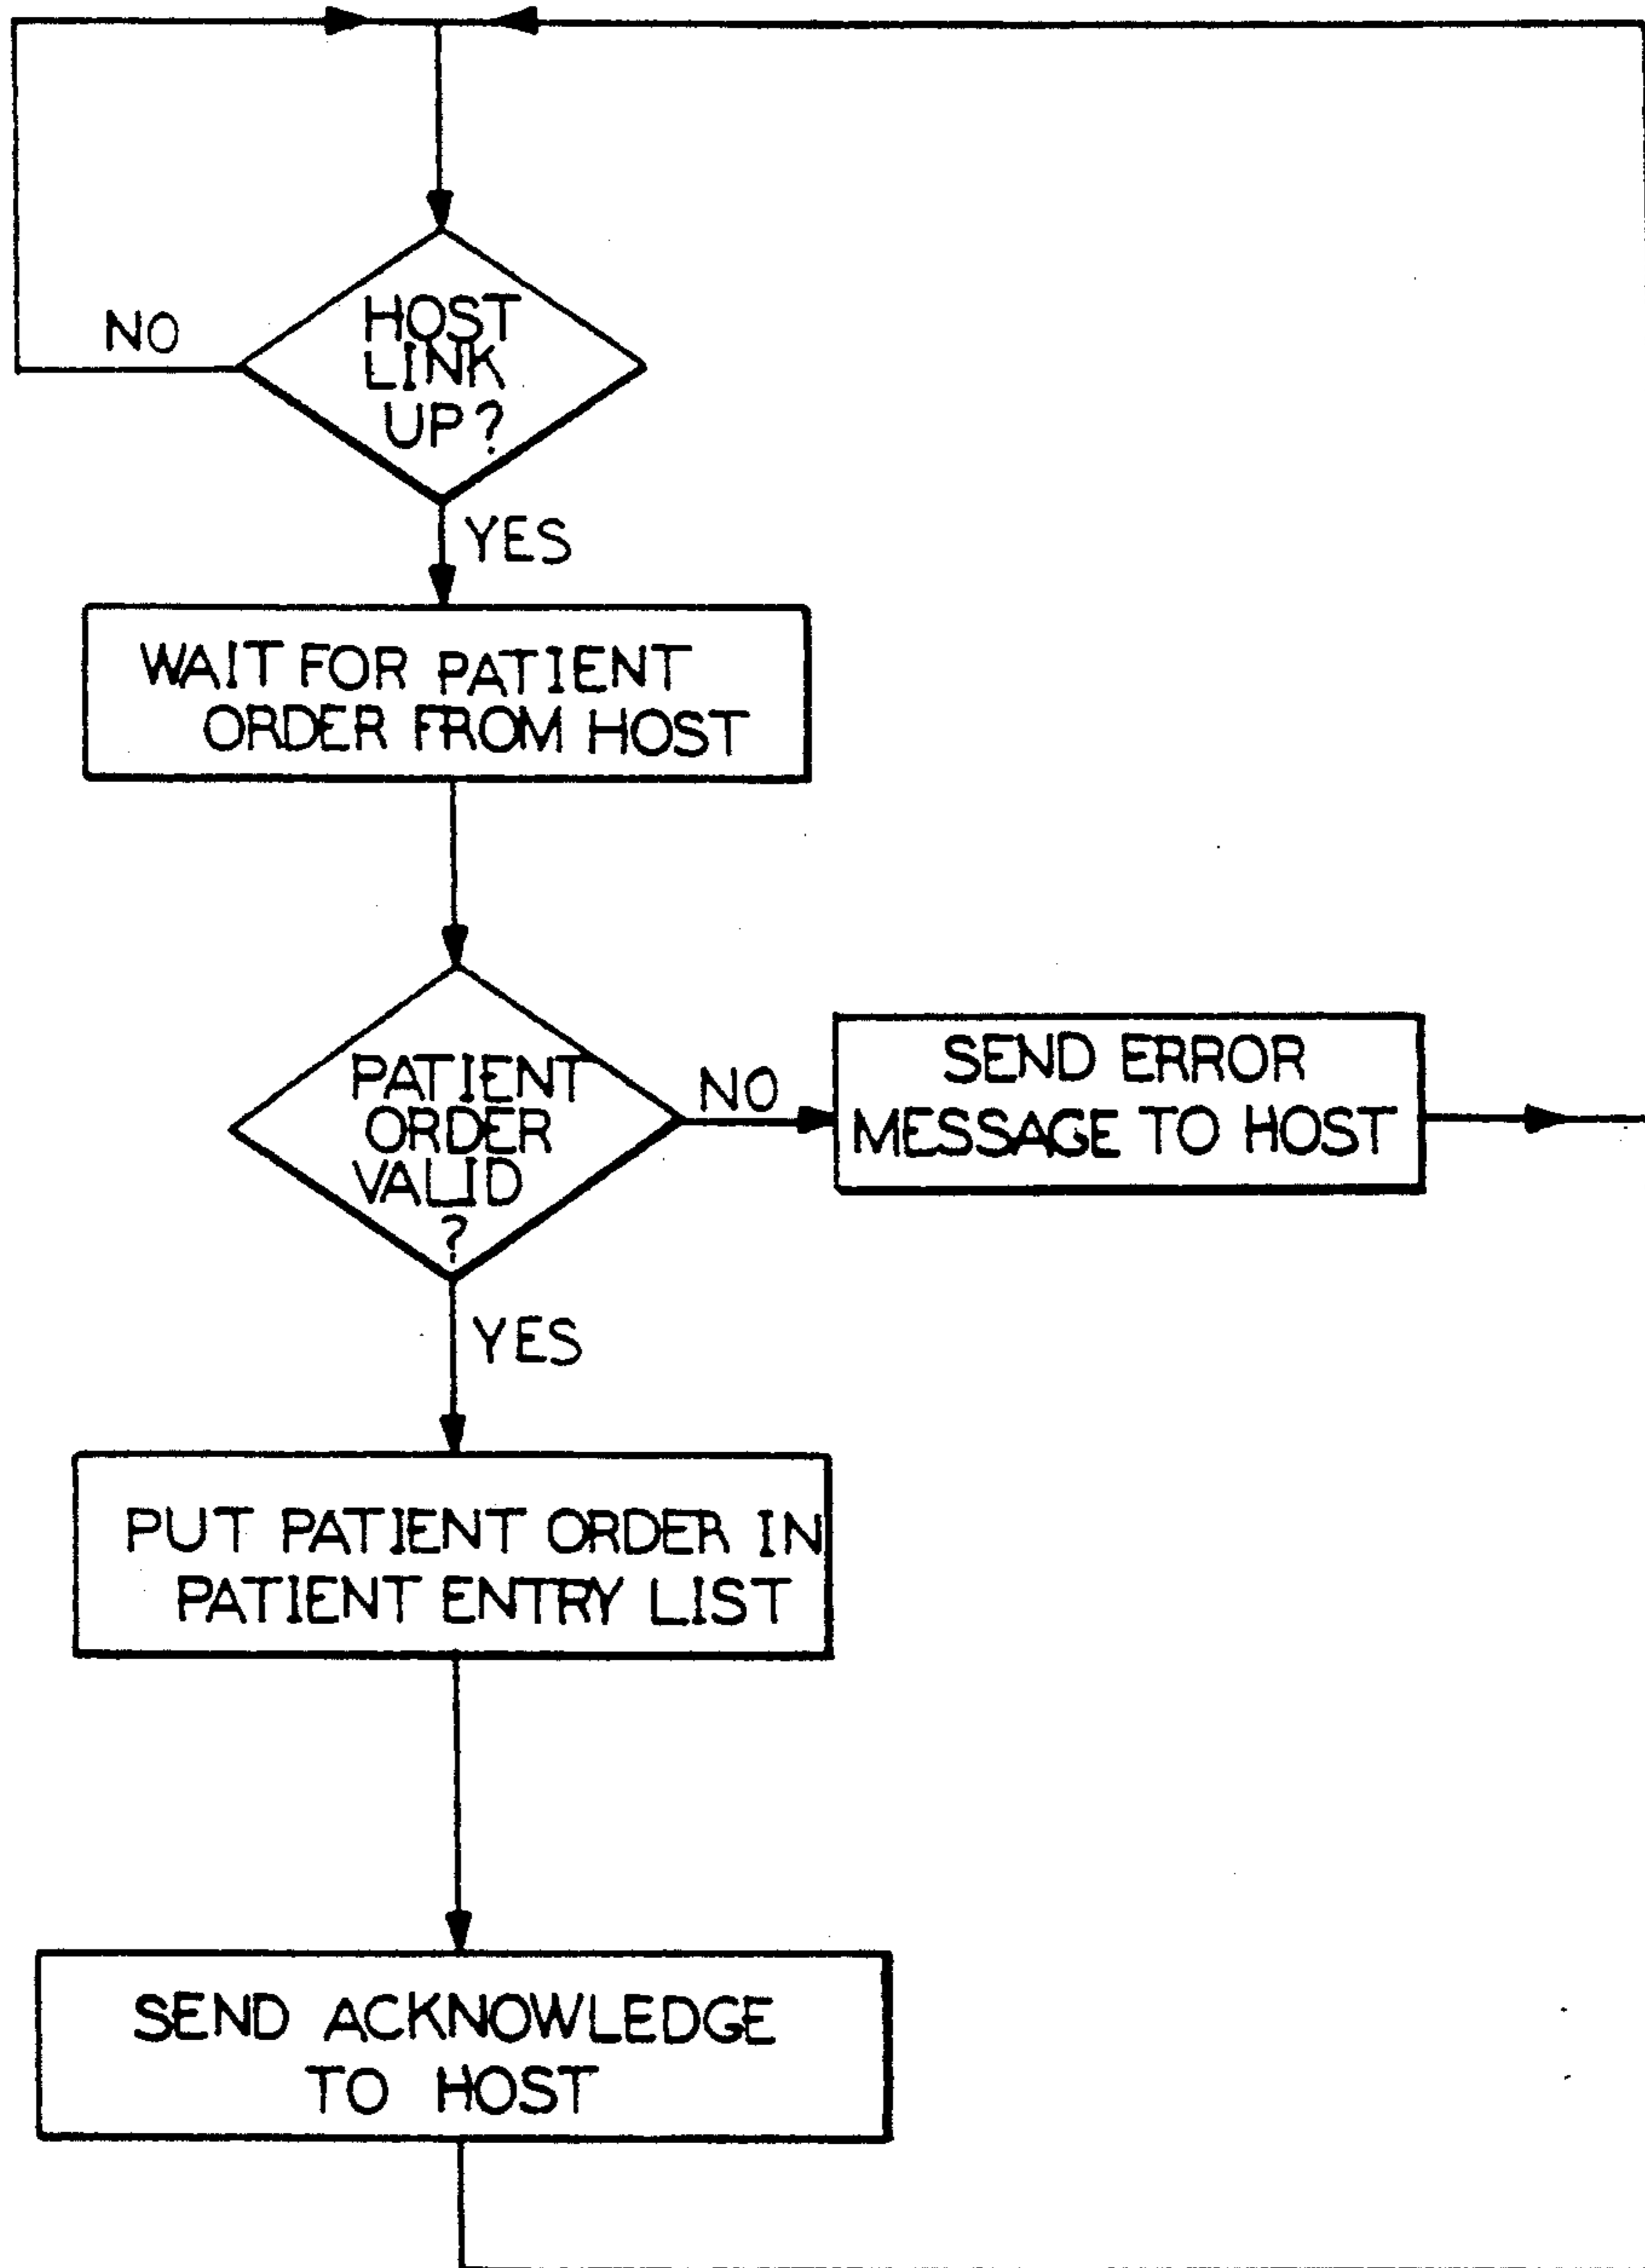 HOST
LINK
UP?
NO
YES
WAIT FOR PATIENT
ORDER FROM HOST
PATIENT
ORDER
VALID
?
NO
SEND ERROR
MESSAGE TO HOST
YES
PUT PATIENT ORDER IN
PATIENT ENTRY LIST
SEND ACKNOWLEDGE
TO HOST